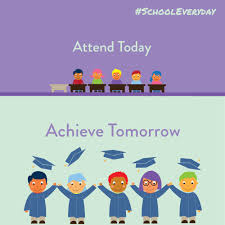 #SchoolEveryday
Attend Today
Achieve Tomorrow